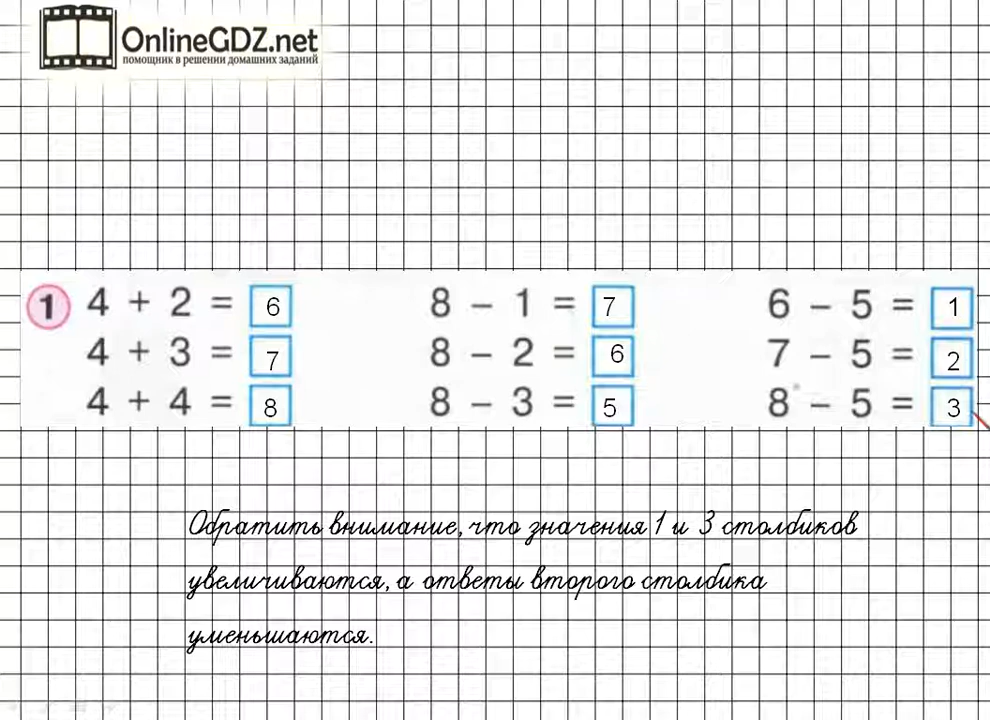 OnlineGDZ.net
помощник в решении домашних заданий
1 4 + 2 = 6 8 - 1 = 7 6 - 5 = 1
4 + 3 = 7 8 - 2 = 6 7 - 5 = 2
4 + 4 = 8 8 - 3 = 5 8 - 5 = 3
Обратить внимание, что значения 1 и 3 столбиков
увеличиваются, а ответы второго столбика
уменьшаются.